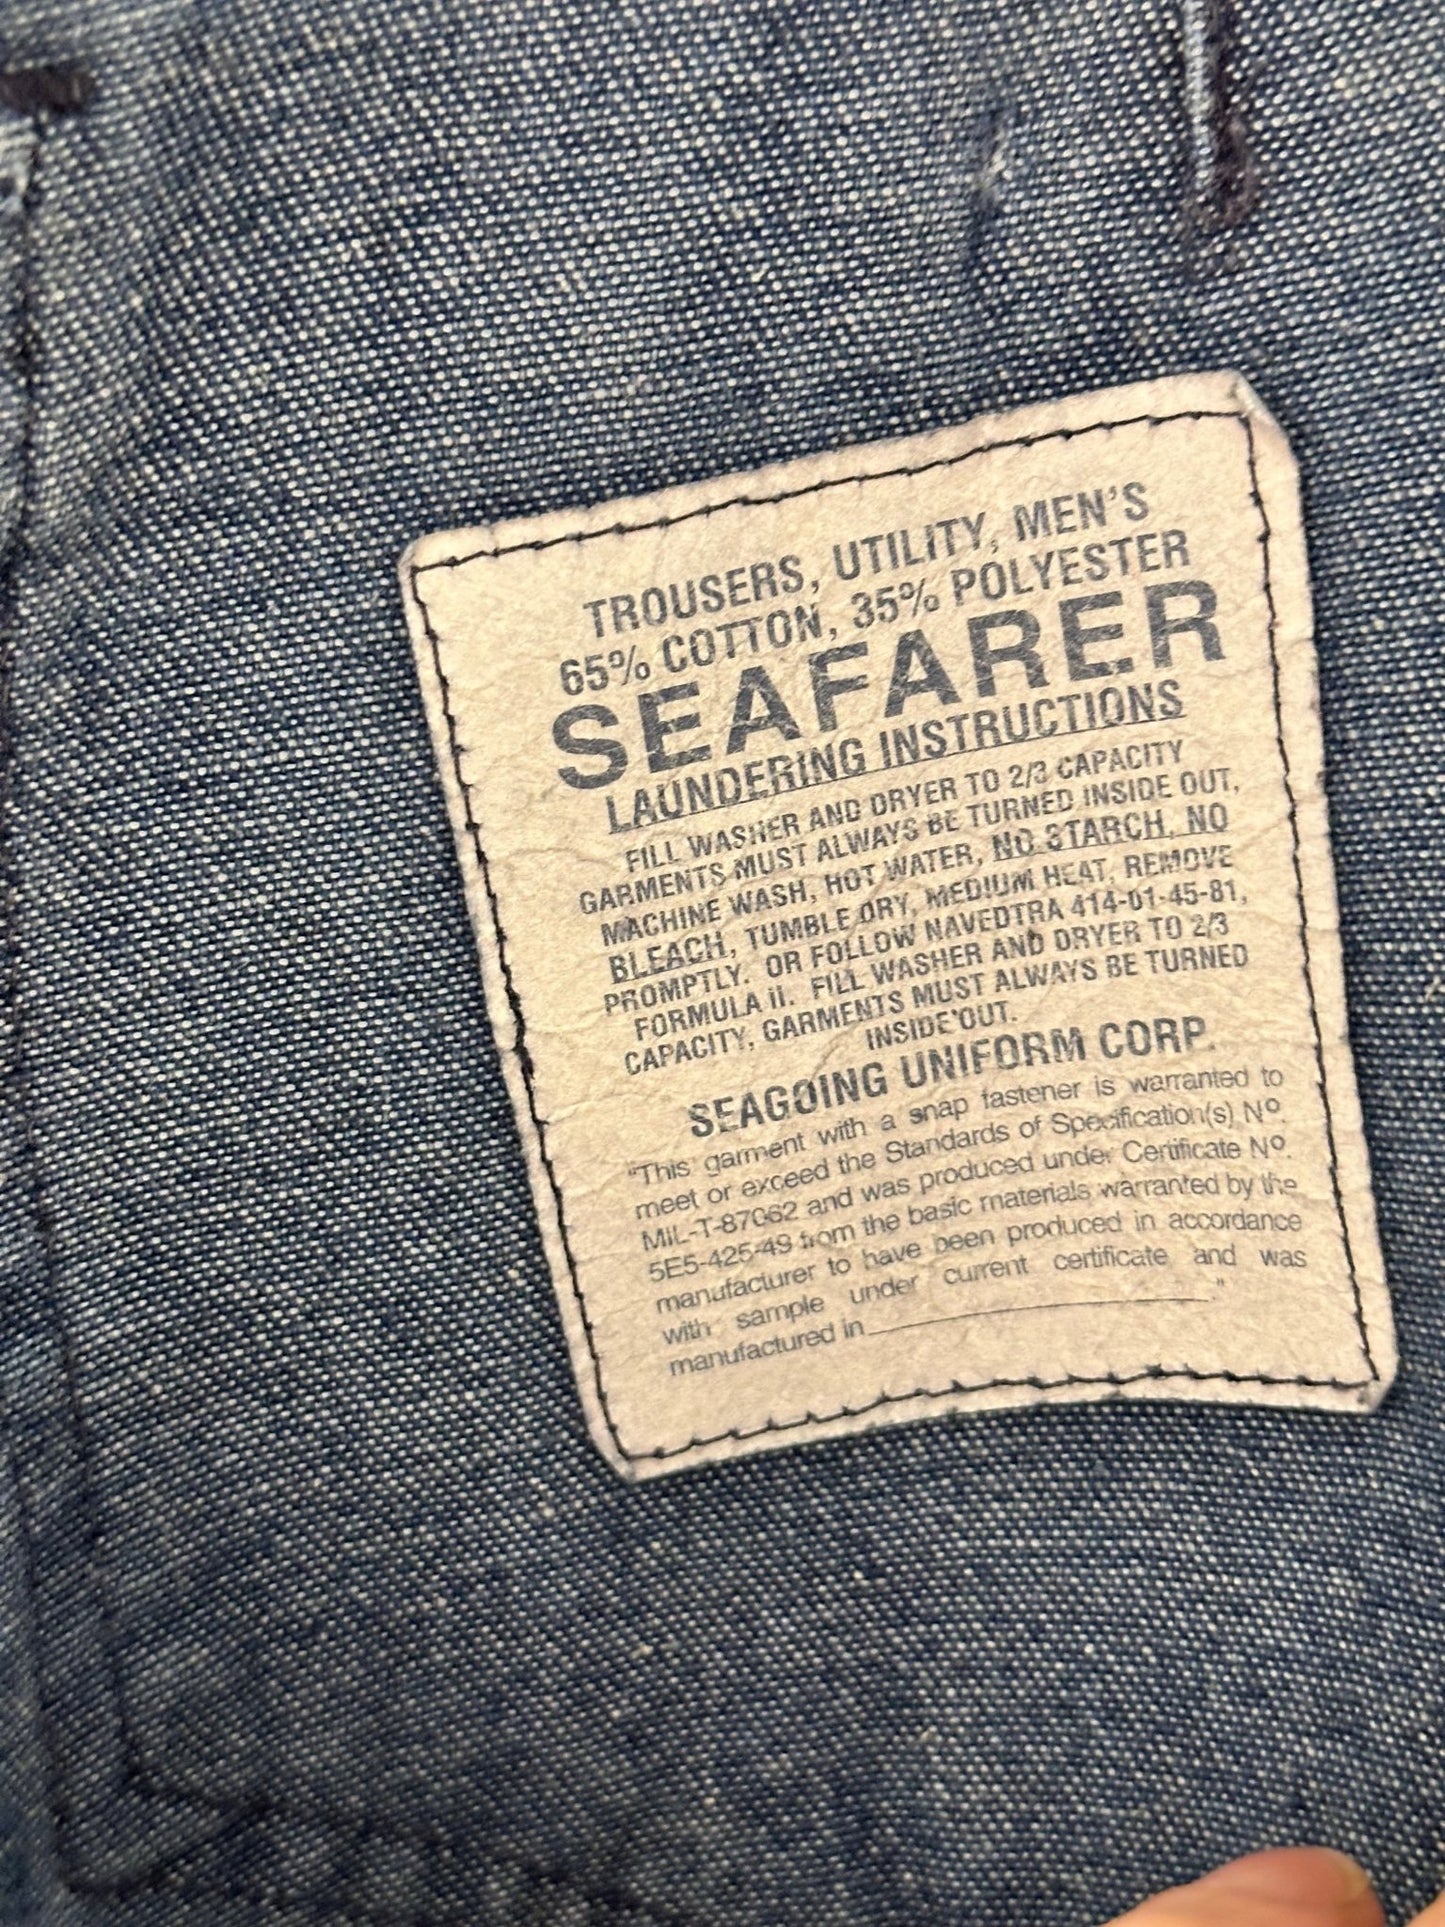 TROUSERS, UTILITY, MEN'S
65% COTTON, 35% POLYESTER
SEAFARER
LAUNDERING INSTRUCTIONS
FILL WASHER AND DRYER TO 2/3 CAPACITY
GARMENTS MUST ALWAYS BE TURNED INSIDE OUT,
MACHINE WASH, HOT WATER, NO STARCH, NO
BLEACH, TUMBLE DRY, MEDIUM HEAT, REMOVE
PROMPTLY. OR FOLLOW NAVEDTRA 414-01-45-81,
FORMULA II. FILL WASHER AND DRYER TO 2/3
CAPACITY, GARMENTS MUST ALWAYS BE TURNED
INSIDE OUT.
SEAGOING UNIFORM CORP.
"This garment with a snap fastener is warranted to
meet or exceed the Standards of Specification(s) Nº.
MIL-T-87062 and was produced under Certificate Nº.
5E5-425-49 from the basic materials warranted by the
manufacturer to have been produced in accordance
with sample under current certificate and was
manufactured in ____________."